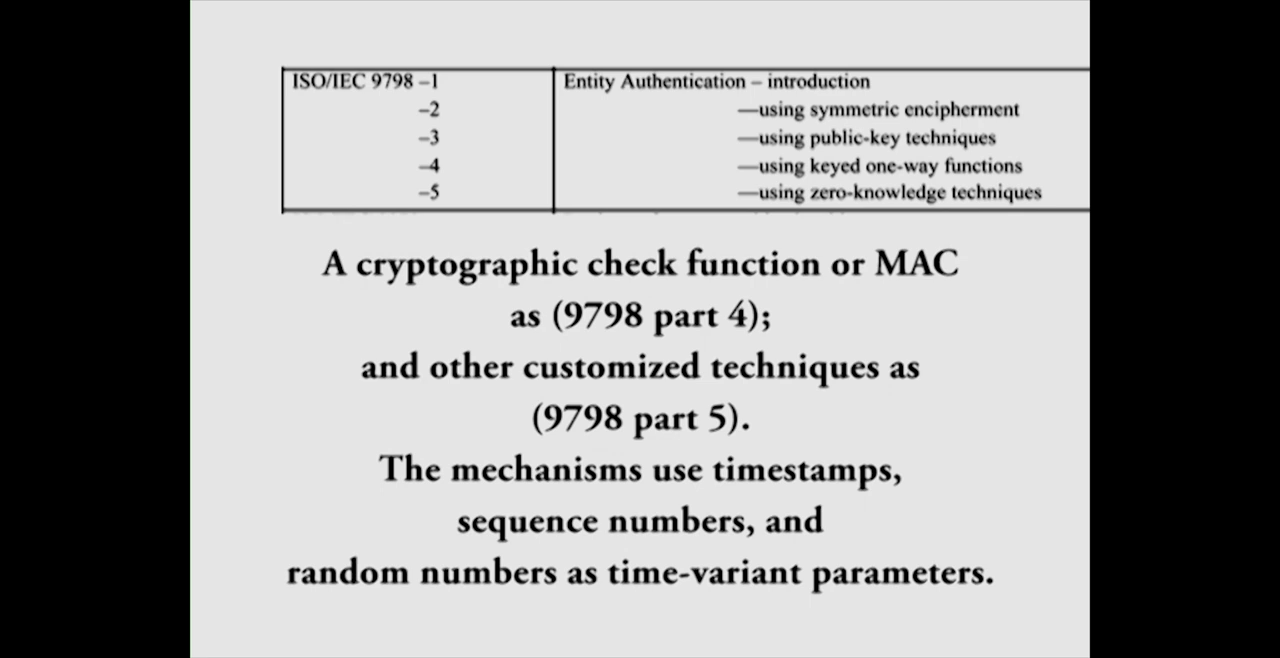 ISO/IEC 9798 –1 Entity Authentication – introduction
–2 —using symmetric encipherment
–3 —using public-key techniques
–4 —using keyed one-way functions
–5 —using zero-knowledge techniques
A cryptographic check function or MAC
as (9798 part 4);
and other customized techniques as
(9798 part 5).
The mechanisms use timestamps,
sequence numbers, and
random numbers as time-variant parameters.